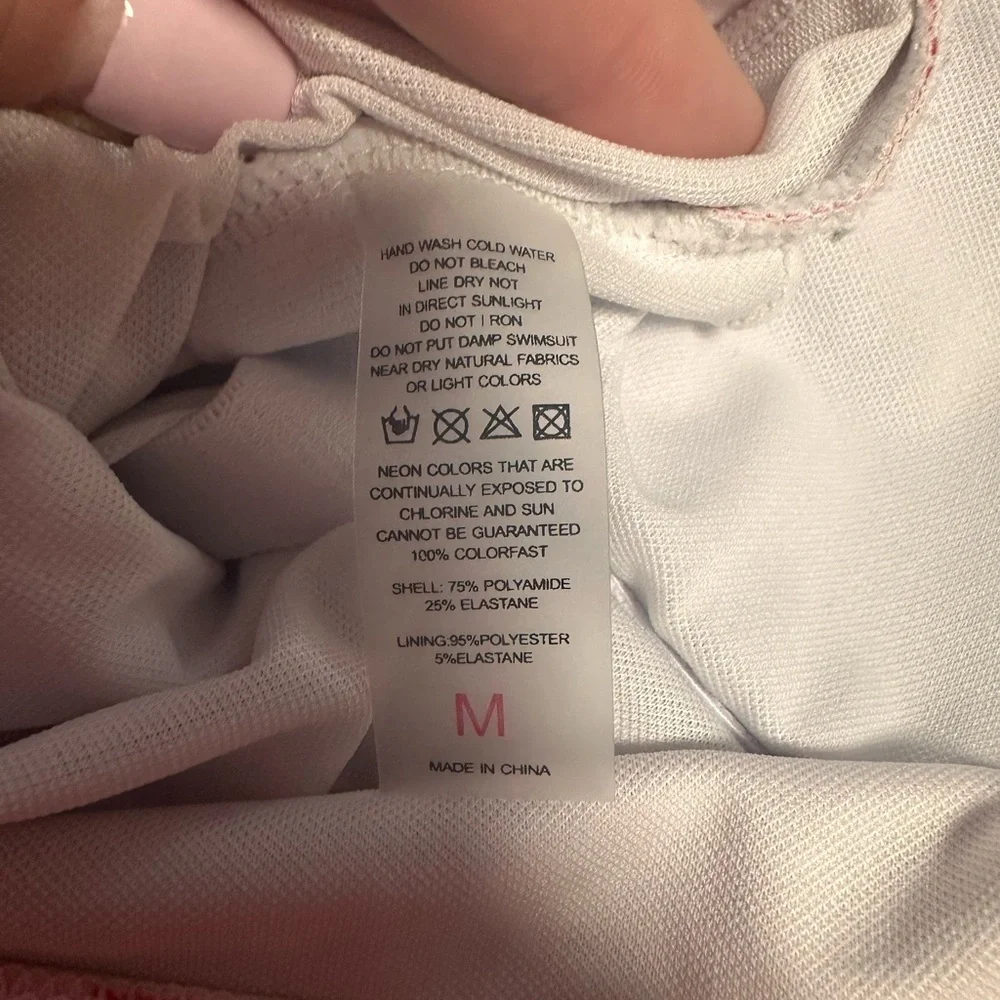 HAND WASH COLD WATER
DO NOT BLEACH
LINE DRY NOT
IN DIRECT SUNLIGHT
DO NOT I RON
DO NOT PUT DAMP SWIMSUIT
NEAR DRY NATURAL FABRICS
OR LIGHT COLORS
NEON COLORS THAT ARE
CONTINUALLY EXPOSED TO
CHLORINE AND SUN
CANNOT BE GUARANTEED
100% COLORFAST
SHELL: 75% POLYAMIDE
25% ELASTANE
LINING:95%POLYESTER
5%ELASTANE
M
MADE IN CHINA